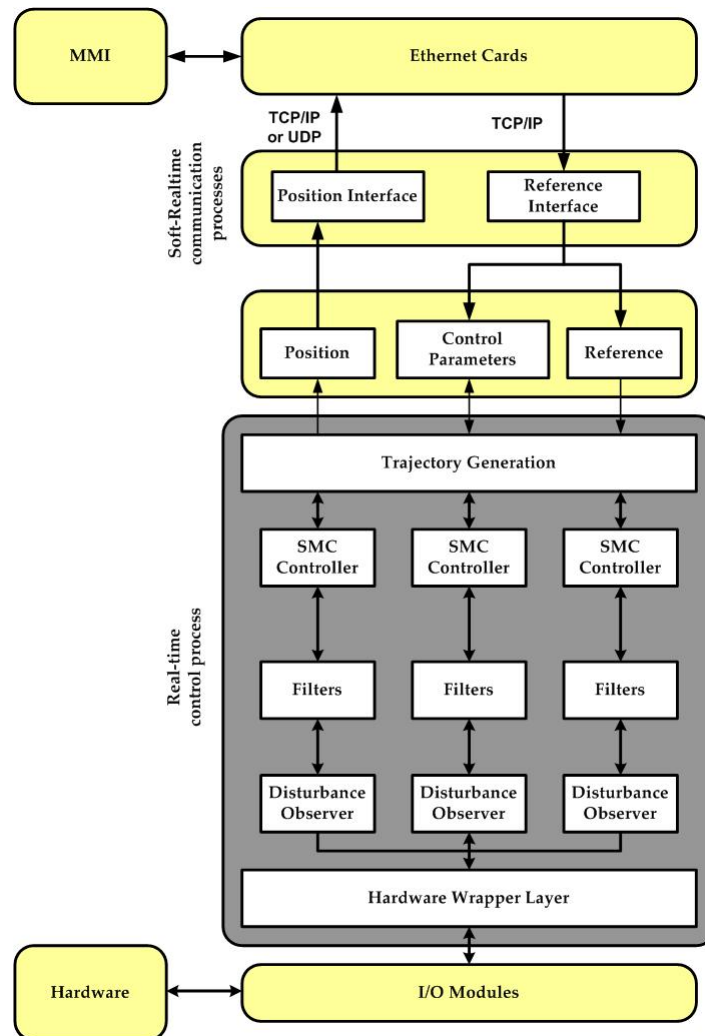 MMI
Ethernet Cards
TCP/IP
or UDP
TCP/IP
Soft-Realtime
communication
processes
Position Interface
Reference
Interface
Position
Control
Parameters
Reference
Real-time
control process
Trajectory Generation
SMC
Controller
SMC
Controller
SMC
Controller
Filters
Filters
Filters
Disturbance
Observer
Disturbance
Observer
Disturbance
Observer
Hardware Wrapper Layer
Hardware
I/O Modules